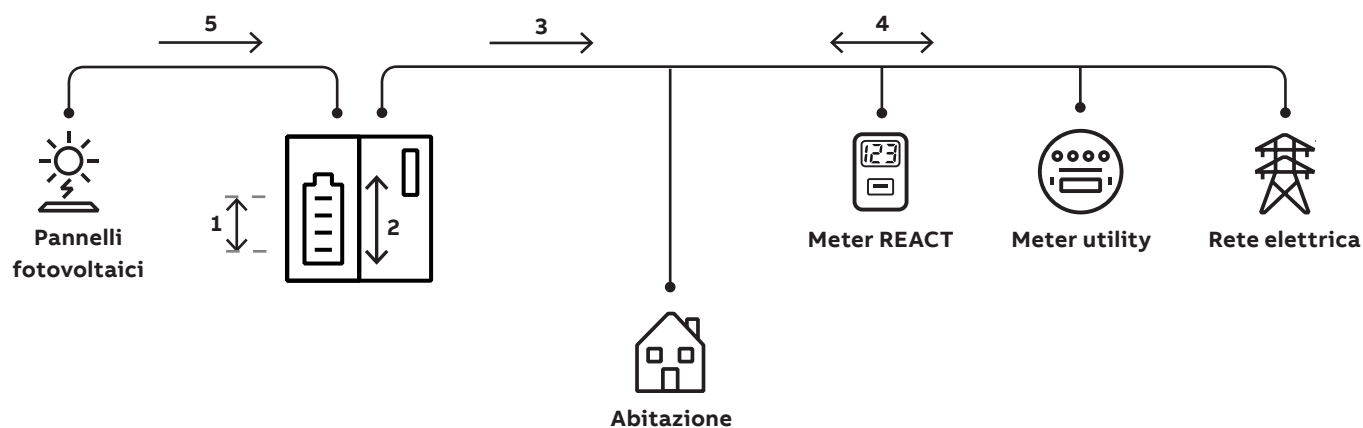 5
3
4
1
2
123
Pannelli
fotovoltaici
Meter REACT
Meter utility
Rete elettrica
Abitazione